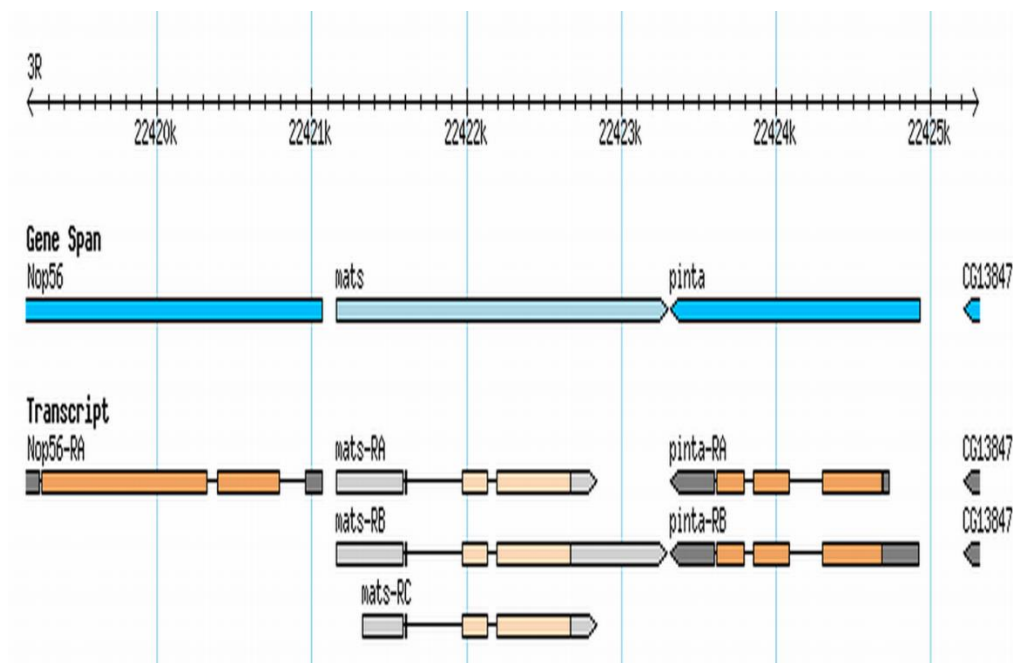 3R
22420k 22421k 22422k 22423k 22424k 22425k
Gene Span
Nop56 mats pinta CG13847
Transcript
Nop56-RA mats-RA pinta-RA CG13847
mats-RB pinta-RB CG13847
mats-RC